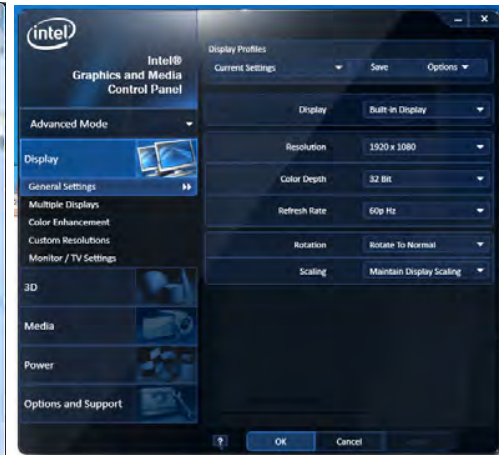 intel
Intel®
Graphics and Media
Control Panel
Advanced Mode
Display
General Settings
Multiple Displays
Color Enhancement
Custom Resolutions
Monitor / TV Settings
3D
Media
Power
Options and Support
Display Profiles
Current Settings
Save
Options
Display
Built-in Display
Resolution
1920 x 1080
Color Depth
32 Bit
Refresh Rate
60p Hz
Rotation
Rotate To Normal
Scaling
Maintain Display Scaling
?
OK
Cancel